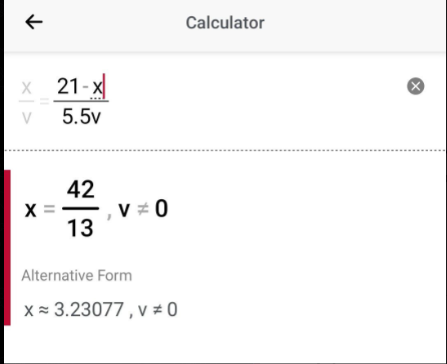 Calculator
x/v = 21-x/5.5v
x = 42/13 , v ≠ 0
Alternative Form
x ≈ 3.23077 , v ≠ 0